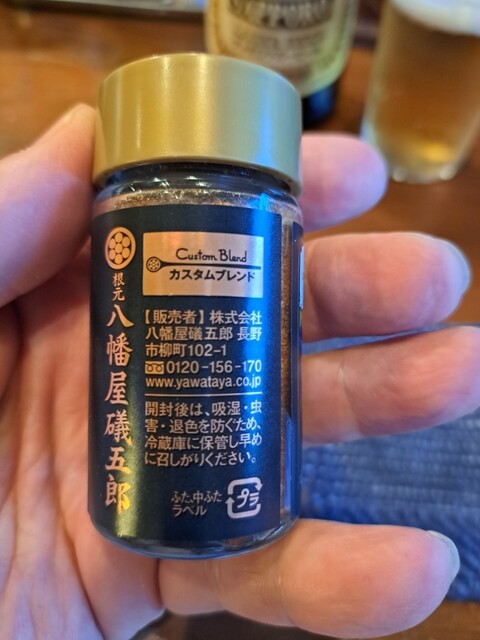 SAPPORO
根元
八幡屋礒五郎
Custom Blend
カスタムブレンド
【販売者】株式会社
八幡屋礒五郎 長野
市柳町102-1
0120-156-170
www.yawataya.co.jp
開封後は、吸湿・虫
害・退色を防ぐため、
冷蔵庫に保管し早め
に召しがりください。
ふた,中ふた
ラベル
プラ